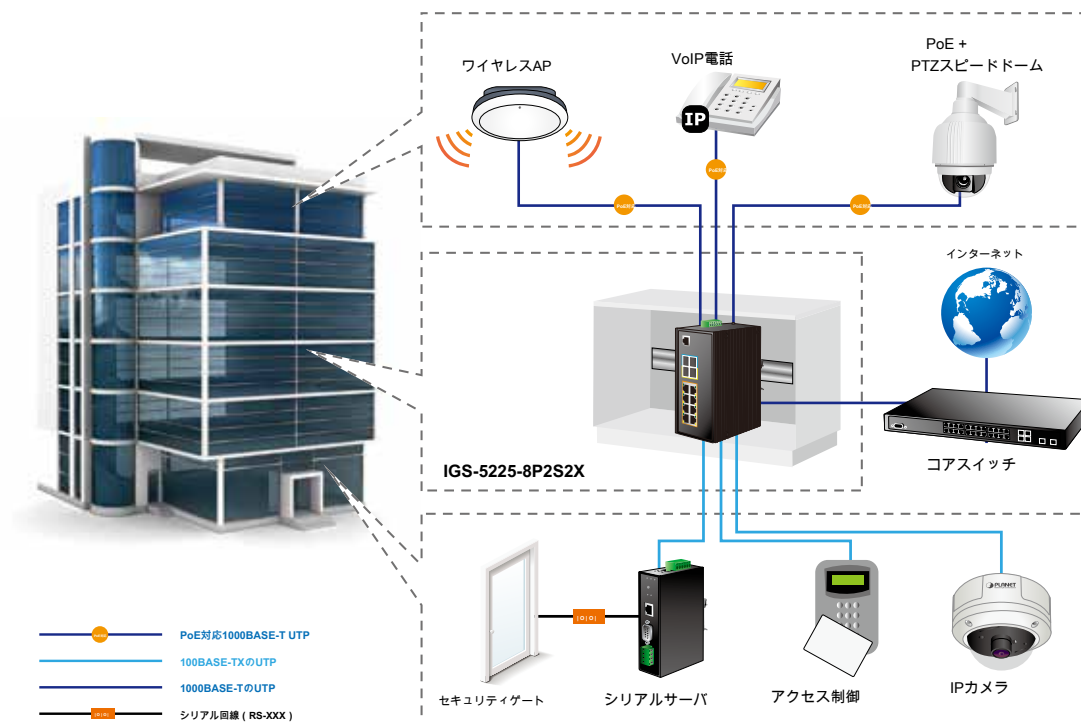 ワイヤレスAP
VoIP電話
PoE +
PTZスピードドーム
IP
インターネット
コアスイッチ
IGS-5225-8P2S2X
PLANET
セキュリティゲート
シリアルサーバ
アクセス制御
IPカメラ
PoE対応1000BASE-T UTP
100BASE-TXのUTP
1000BASE-TのUTP
シリアル回線 ( RS-XXX )